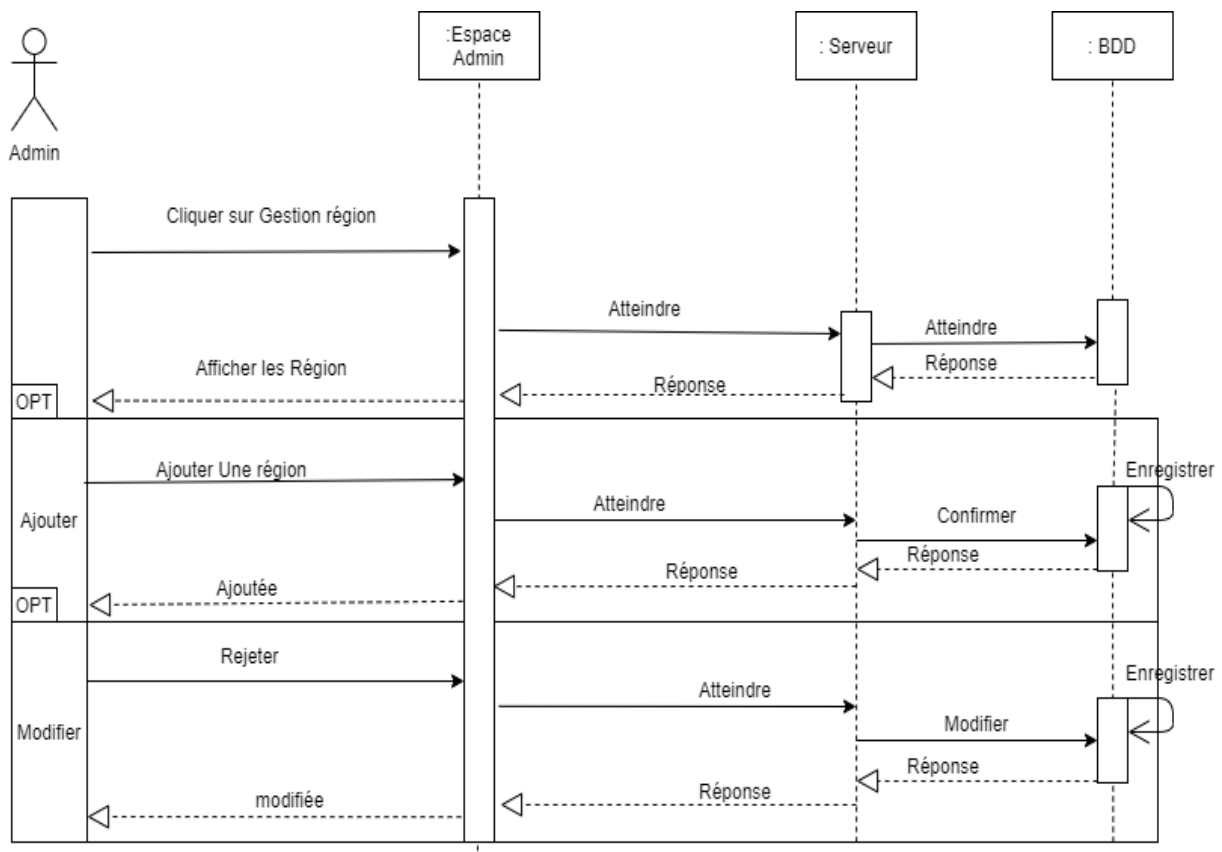 :Espace
Admin
: Serveur
: BDD
Admin
Cliquer sur Gestion région
Atteindre
Atteindre
Réponse
Afficher les Région
Réponse
OPT
Ajouter Une région
Enregistrer
Atteindre
Confirmer
Ajouter
Réponse
Réponse
Ajoutée
OPT
Rejeter
Enregistrer
Atteindre
Modifier
Modifier
Réponse
Réponse
modifiée